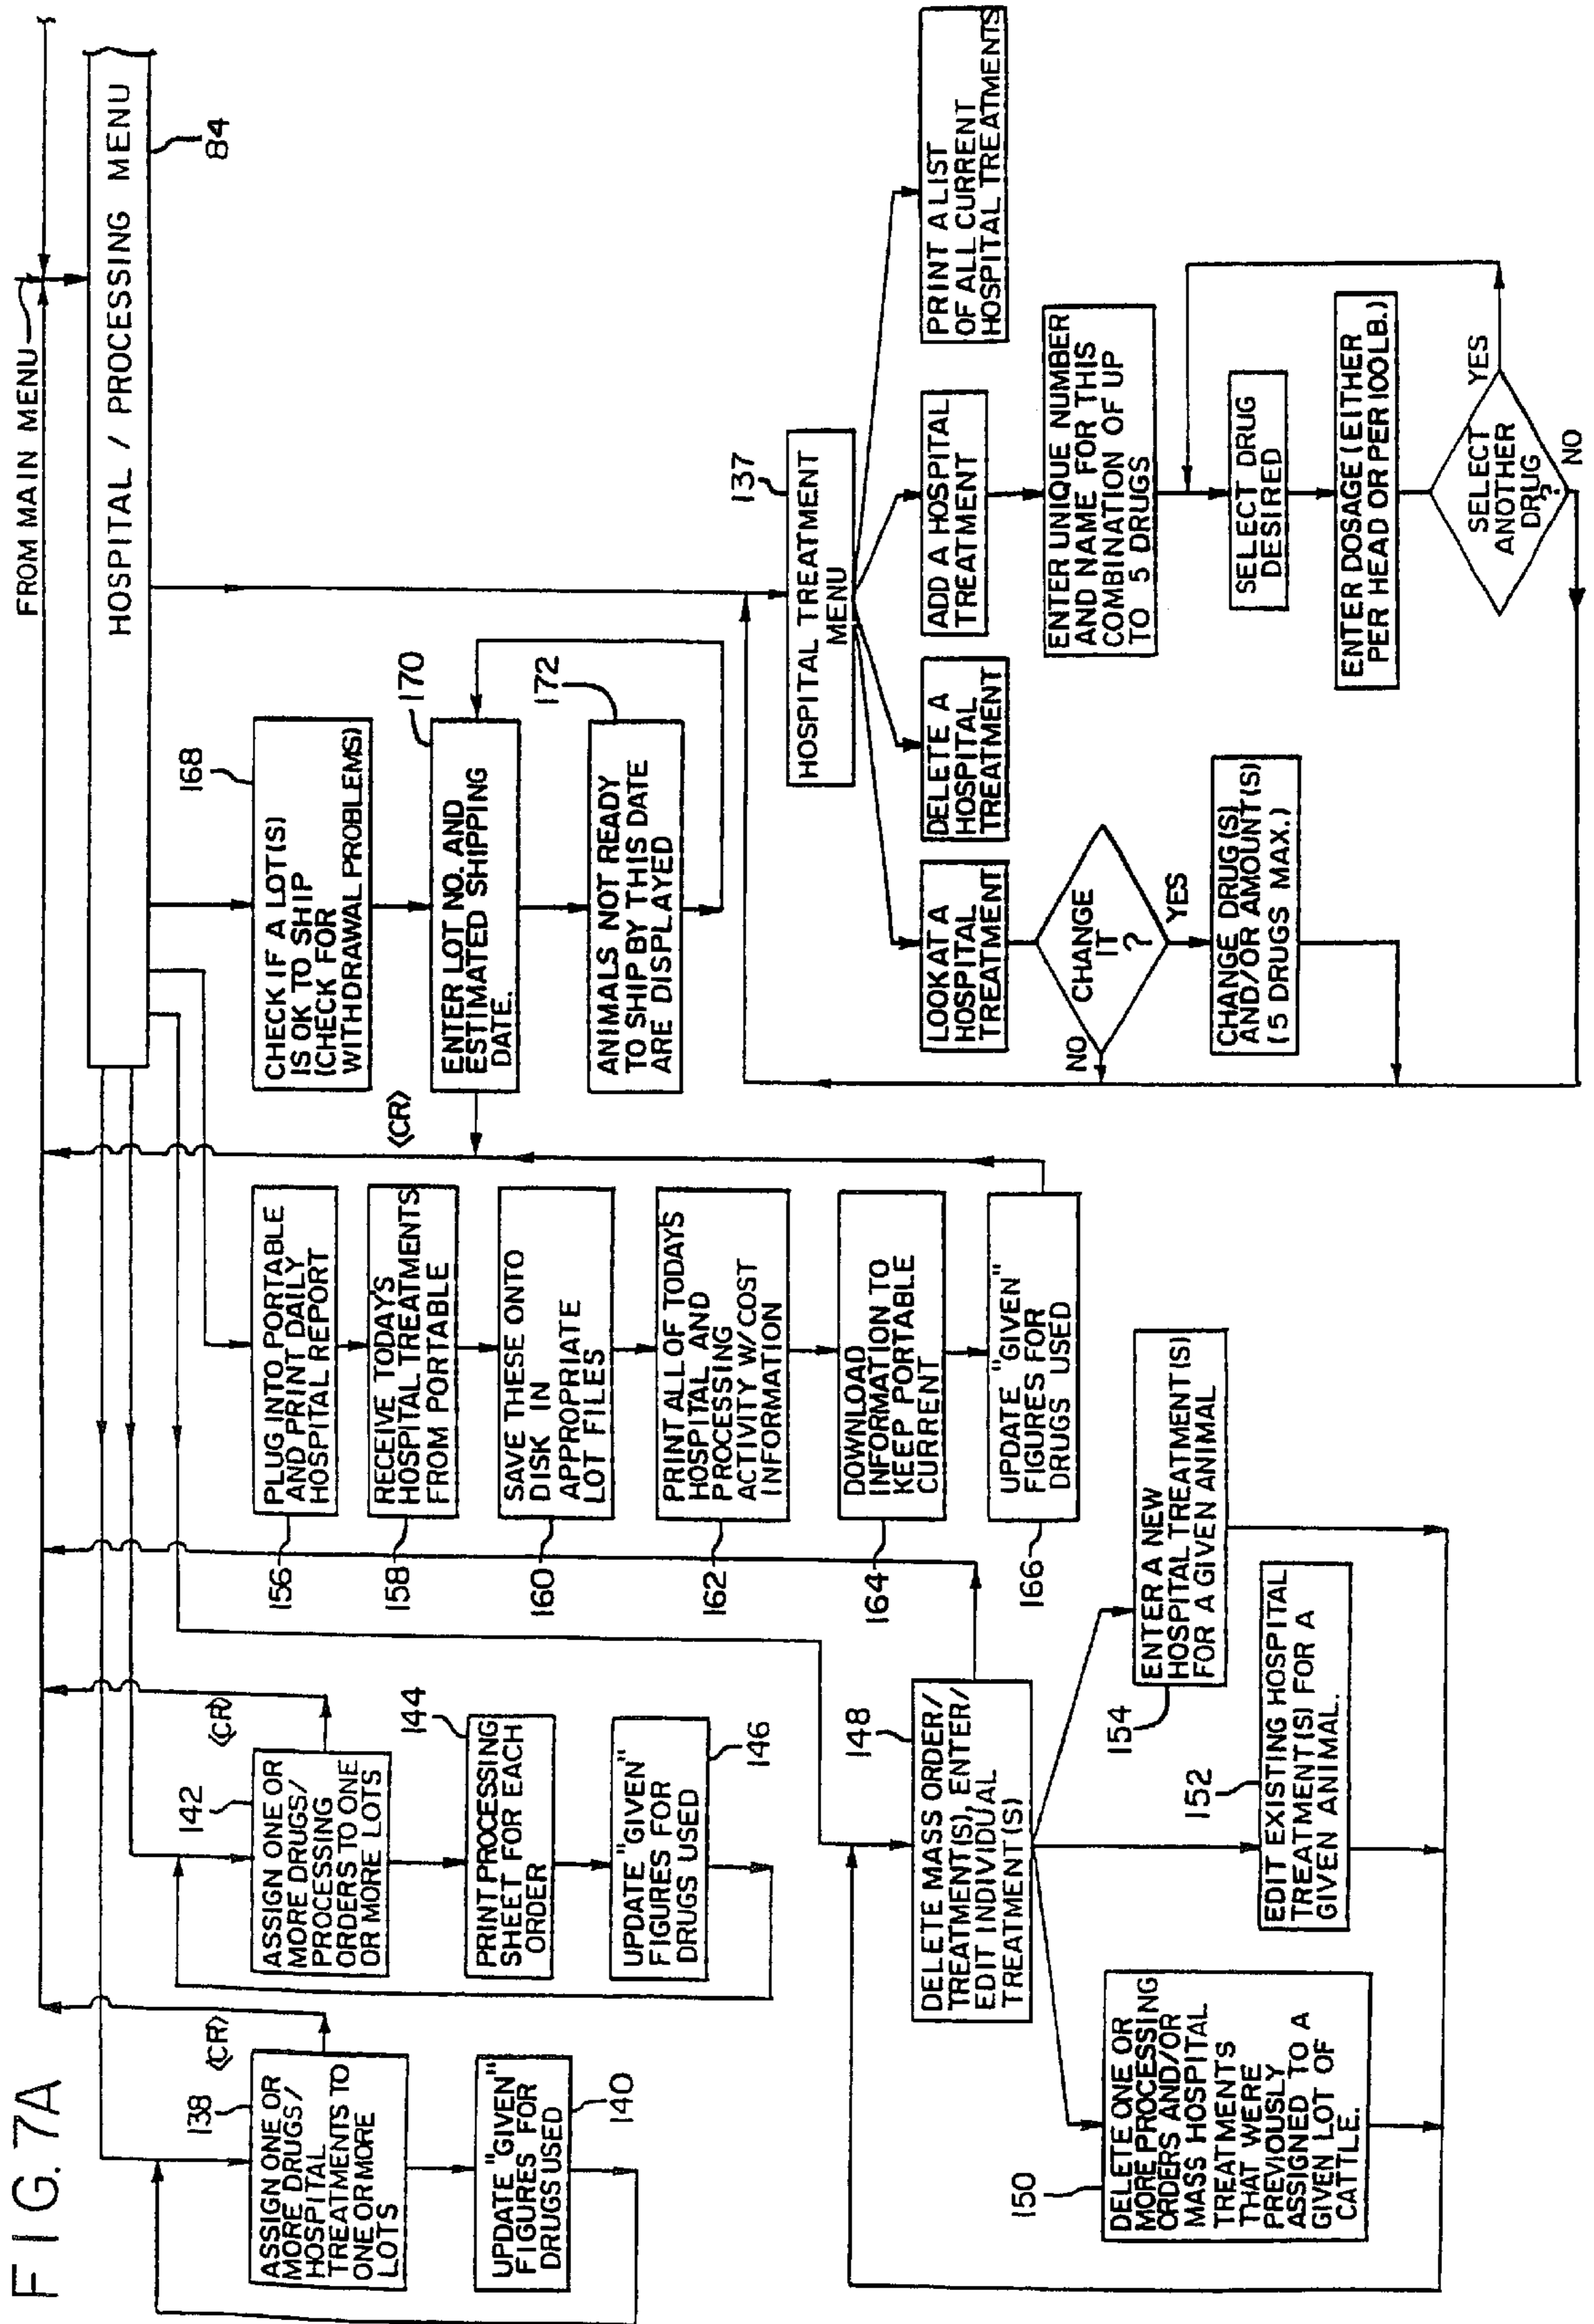 FIG. 7A
FROM MAIN MENU
HOSPITAL / PROCESSING MENU
84
138
<CR>
ASSIGN ONE OR
MORE DRUGS/
HOSPITAL
TREATMENTS TO
ONE OR MORE
LOTS
UPDATE "GIVEN"
FIGURES FOR
DRUGS USED
140
142
<CR>
ASSIGN ONE OR
MORE DRUGS/
PROCESSING
ORDERS TO ONE
OR MORE LOTS
144
PRINT PROCESSING
SHEET FOR EACH
ORDER
UPDATE "GIVEN"
FIGURES FOR
DRUGS USED
146
148
DELETE MASS ORDER/
TREATMENT(S), ENTER/
EDIT INDIVIDUAL
TREATMENT(S)
150
DELETE ONE OR
MORE PROCESSING
ORDERS AND/OR
MASS HOSPITAL
TREATMENTS
THAT WERE
PREVIOUSLY
ASSIGNED TO A
GIVEN LOT OF
CATTLE.
152
EDIT EXISTING HOSPITAL
TREATMENT(S) FOR A
GIVEN ANIMAL.
154
ENTER A NEW
HOSPITAL TREATMENT(S)
FOR A GIVEN ANIMAL
156
PLUG INTO PORTABLE
AND PRINT DAILY
HOSPITAL REPORT
158
RECEIVE TODAY'S
HOSPITAL TREATMENTS
FROM PORTABLE
160
SAVE THESE ONTO
DISK IN
APPROPRIATE
LOT FILES
162
PRINT ALL OF TODAYS
HOSPITAL AND
PROCESSING
ACTIVITY W/COST
INFORMATION
164
DOWNLOAD
INFORMATION TO
KEEP PORTABLE
CURRENT
166
UPDATE "GIVEN"
FIGURES FOR
DRUGS USED
168
CHECK IF A LOT(S)
IS OK TO SHIP
(CHECK FOR
WITHDRAWAL PROBLEMS)
170
<CR>
ENTER LOT NO. AND
ESTIMATED SHIPPING
DATE.
172
ANIMALS NOT READY
TO SHIP BY THIS DATE
ARE DISPLAYED
137
HOSPITAL TREATMENT
MENU
LOOK AT A
HOSPITAL
TREATMENT
CHANGE
IT
?
NO
YES
CHANGE DRUG(S)
AND/OR AMOUNT(S)
(5 DRUGS MAX.)
DELETE A
HOSPITAL
TREATMENT
ADD A HOSPITAL
TREATMENT
ENTER UNIQUE NUMBER
AND NAME FOR THIS
COMBINATION OF UP
TO 5 DRUGS
SELECT DRUG
DESIRED
ENTER DOSAGE (EITHER
PER HEAD OR PER 100 LB.)
SELECT
ANOTHER
DRUG
?
YES
NO
PRINT A LIST
OF ALL CURRENT
HOSPITAL TREATMENTS